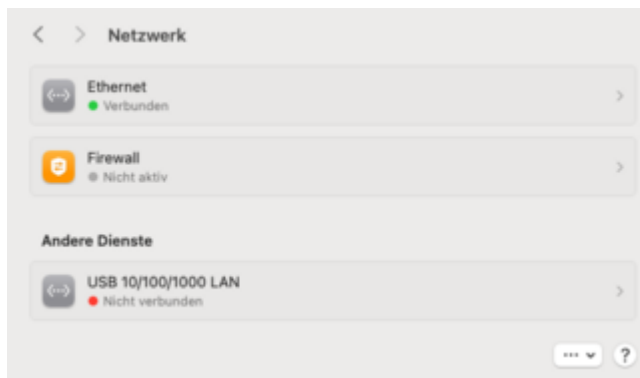 Netzwerk
Ethernet
Verbunden
Firewall
Nicht aktiv
Andere Dienste
USB 10/100/1000 LAN
Nicht verbunden
... ?